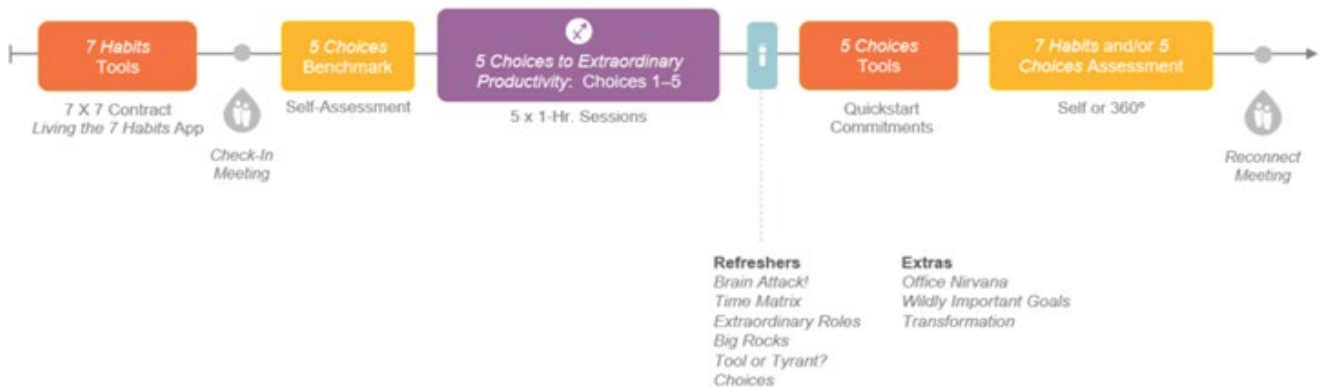 7 Habits
Tools
7 X 7 Contract
Living the 7 Habits App
Check-In
Meeting
5 Choices
Benchmark
Self-Assessment
5 Choices to Extraordinary
Productivity: Choices 1–5
5 x 1-Hr. Sessions
5 Choices
Tools
Quickstart
Commitments
7 Habits and/or 5
Choices Assessment
Self or 360º
Reconnect
Meeting
Refreshers
Brain Attack!
Time Matrix
Extraordinary Roles
Big Rocks
Tool or Tyrant?
Choices
Extras
Office Nirvana
Wildly Important Goals
Transformation